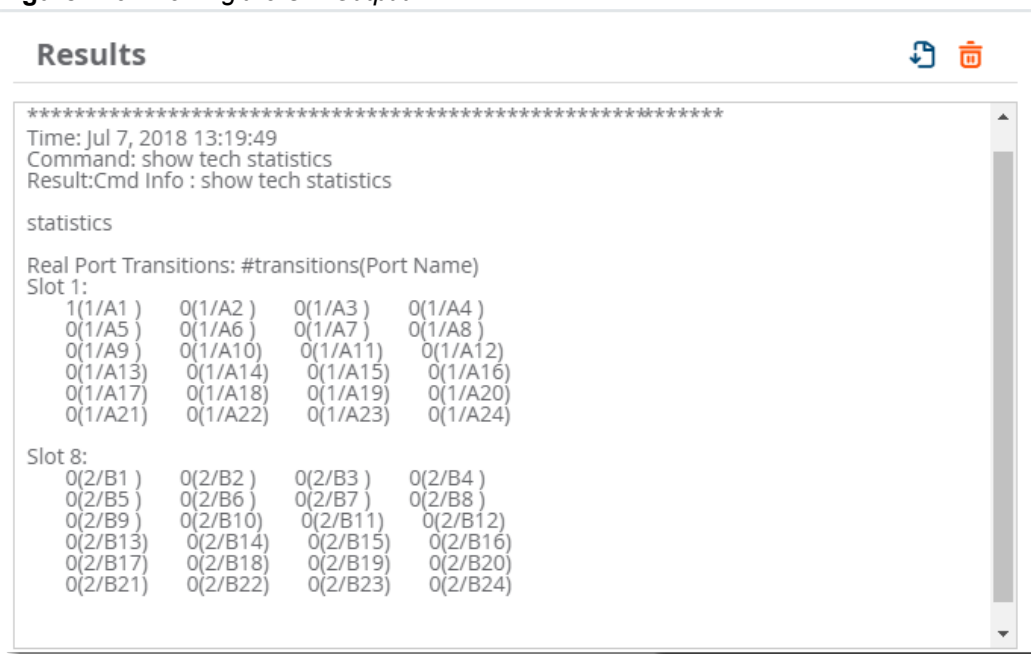 Results
***********************************************************
Time: Jul 7, 2018 13:19:49
Command: show tech statistics
Result:Cmd Info : show tech statistics
statistics
Real Port Transitions: #transitions(Port Name)
Slot 1:
1(1/A1 ) 0(1/A2 ) 0(1/A3 ) 0(1/A4 )
0(1/A5 ) 0(1/A6 ) 0(1/A7 ) 0(1/A8 )
0(1/A9 ) 0(1/A10) 0(1/A11) 0(1/A12)
0(1/A13) 0(1/A14) 0(1/A15) 0(1/A16)
0(1/A17) 0(1/A18) 0(1/A19) 0(1/A20)
0(1/A21) 0(1/A22) 0(1/A23) 0(1/A24)
Slot 8:
0(2/B1 ) 0(2/B2 ) 0(2/B3 ) 0(2/B4 )
0(2/B5 ) 0(2/B6 ) 0(2/B7 ) 0(2/B8 )
0(2/B9 ) 0(2/B10) 0(2/B11) 0(2/B12)
0(2/B13) 0(2/B14) 0(2/B15) 0(2/B16)
0(2/B17) 0(2/B18) 0(2/B19) 0(2/B20)
0(2/B21) 0(2/B22) 0(2/B23) 0(2/B24)